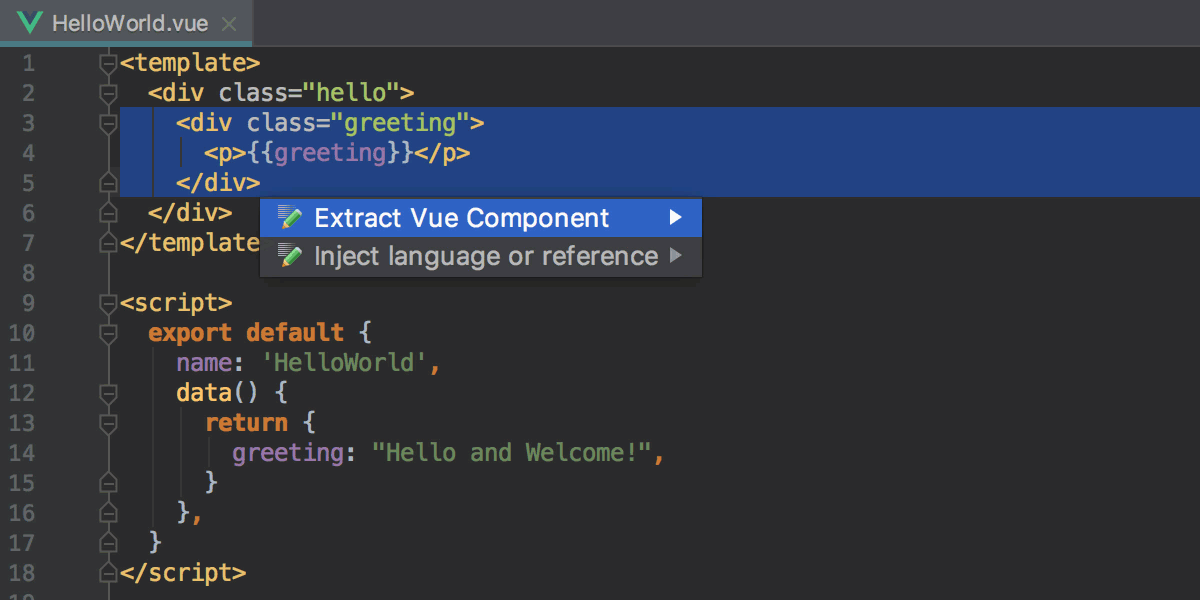 HelloWorld.vue
1 <template>
2 <div class="hello">
3 <div class="greeting">
4 <p>{{greeting}}</p>
5 </div>
6 </div>
Extract Vue Component
7 </template
Inject language or reference
8
9 <script>
10 export default {
11 name: 'HelloWorld',
12 data() {
13 return {
14 greeting: "Hello and Welcome!",
15 }
16 },
17 }
18 </script>